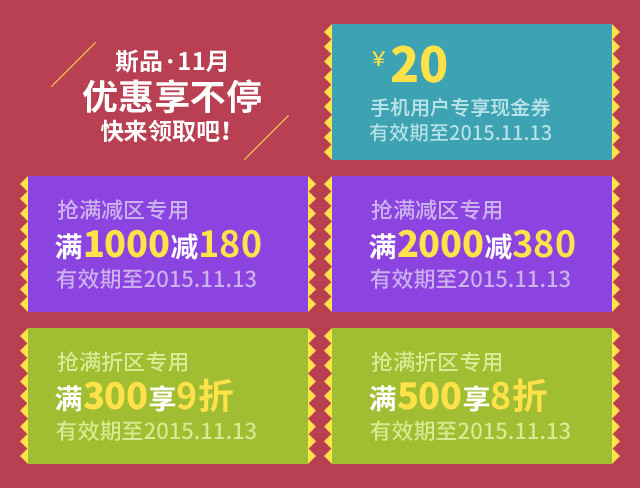 斯品·11月
优惠享不停
快来领取吧！
¥20
手机用户专享现金券
有效期至2015.11.13
抢满减区专用
满1000减180
有效期至2015.11.13
抢满减区专用
满2000减380
有效期至2015.11.13
抢满折区专用
满300享9折
有效期至2015.11.13
抢满折区专用
满500享8折
有效期至2015.11.13